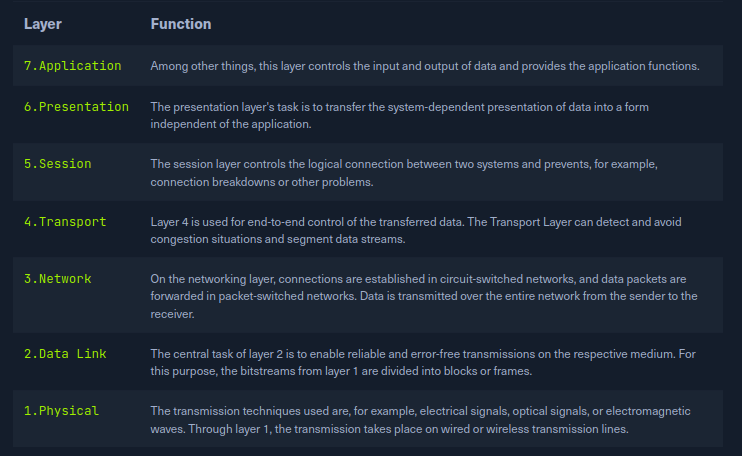 Layer Function
7.Application Among other things, this layer controls the input and output of data and provides the application functions.
6.Presentation The presentation layer's task is to transfer the system-dependent presentation of data into a form
independent of the application.
5.Session The session layer controls the logical connection between two systems and prevents, for example,
connection breakdowns or other problems.
4.Transport Layer 4 is used for end-to-end control of the transferred data. The Transport Layer can detect and avoid
congestion situations and segment data streams.
3.Network On the networking layer, connections are established in circuit-switched networks, and data packets are
forwarded in packet-switched networks. Data is transmitted over the entire network from the sender to the
receiver.
2.Data Link The central task of layer 2 is to enable reliable and error-free transmissions on the respective medium. For
this purpose, the bitstreams from layer 1 are divided into blocks or frames.
1.Physical The transmission techniques used are, for example, electrical signals, optical signals, or electromagnetic
waves. Through layer 1, the transmission takes place on wired or wireless transmission lines.